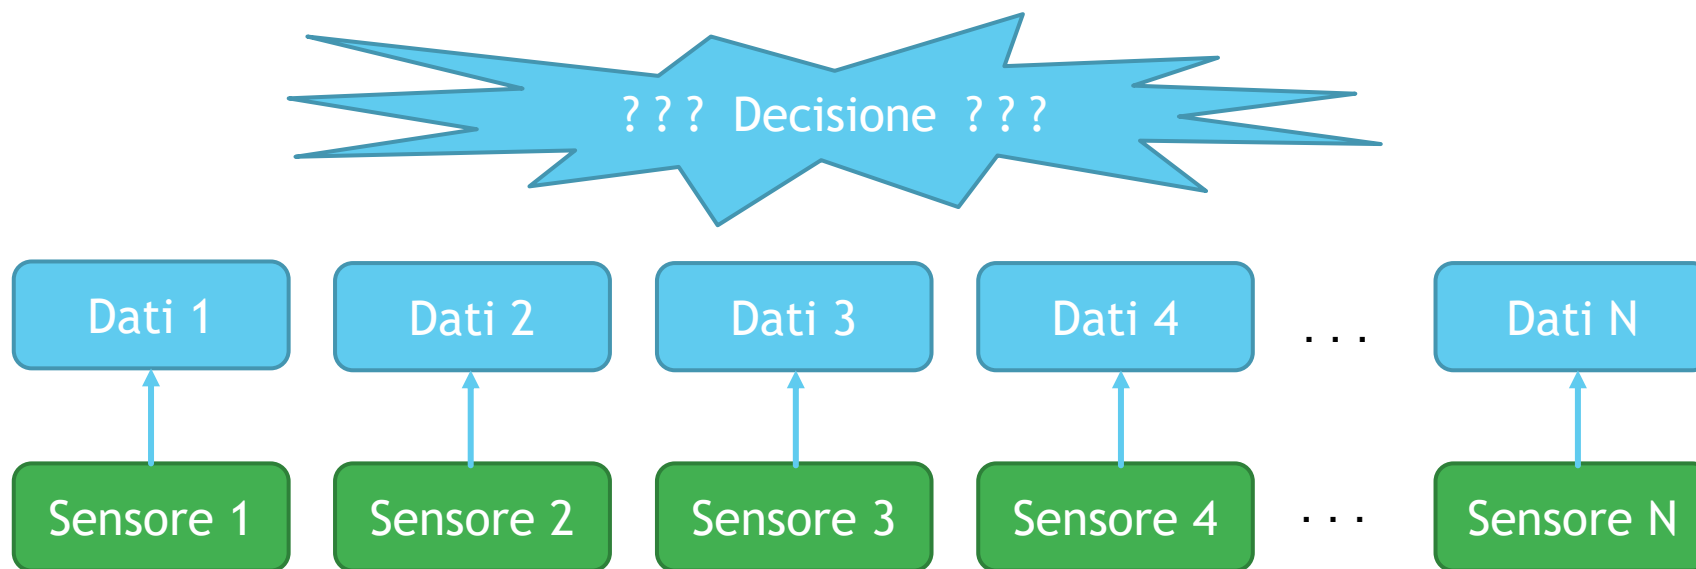 ? ? ? Decisione ? ? ?
Dati 1 Dati 2 Dati 3 Dati 4 . . . Dati N
Sensore 1 Sensore 2 Sensore 3 Sensore 4 . . . Sensore N